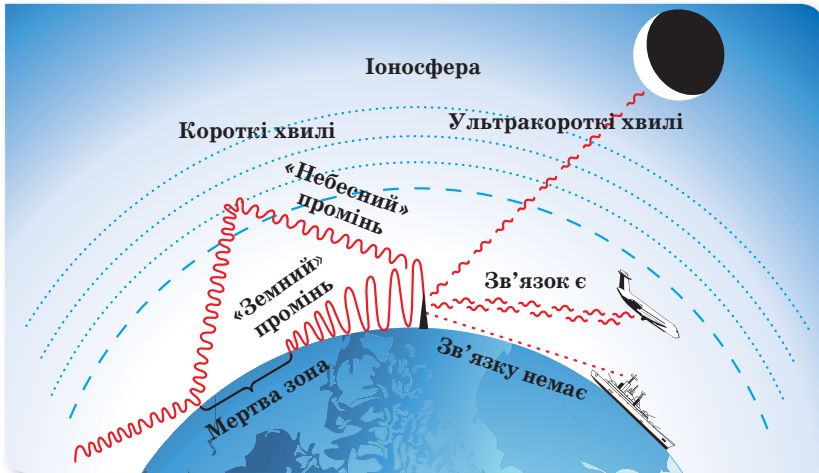 Іоносфера
Короткі хвилі
Ультракороткі хвилі
«Небесний»
промінь
«Земний»
промінь
Зв’язок є
Зв’язку немає
Мертва зона